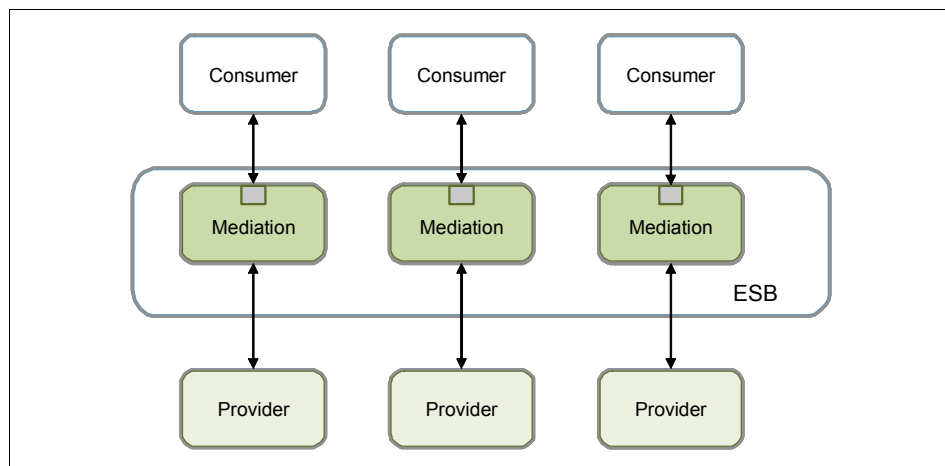 Consumer
Consumer
Consumer
Mediation
Mediation
Mediation
ESB
Provider
Provider
Provider